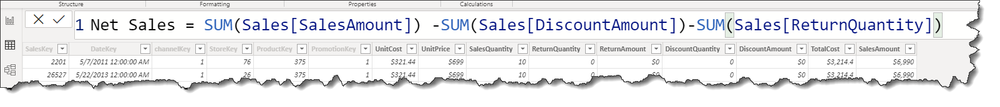 Structure Formatting Properties Calculations
1 Net Sales = SUM(Sales[SalesAmount]) -SUM(Sales[DiscountAmount])-SUM(Sales[ReturnQuantity])
SalesKey DateKey channelKey StoreKey ProductKey PromotionKey UnitCost UnitPrice SalesQuantity ReturnQuantity ReturnAmount DiscountQuantity DiscountAmount TotalCost SalesAmount
2201 5/7/2011 12:00:00 AM 1 76 375 1 $321.44 $699 10 0 $0 0 $0 $3,214.4 $6,990
26527 5/22/2013 12:00:00 AM 1 26 375 1 $321.44 $699 10 0 $0 0 $0 $3,214.4 $6,990